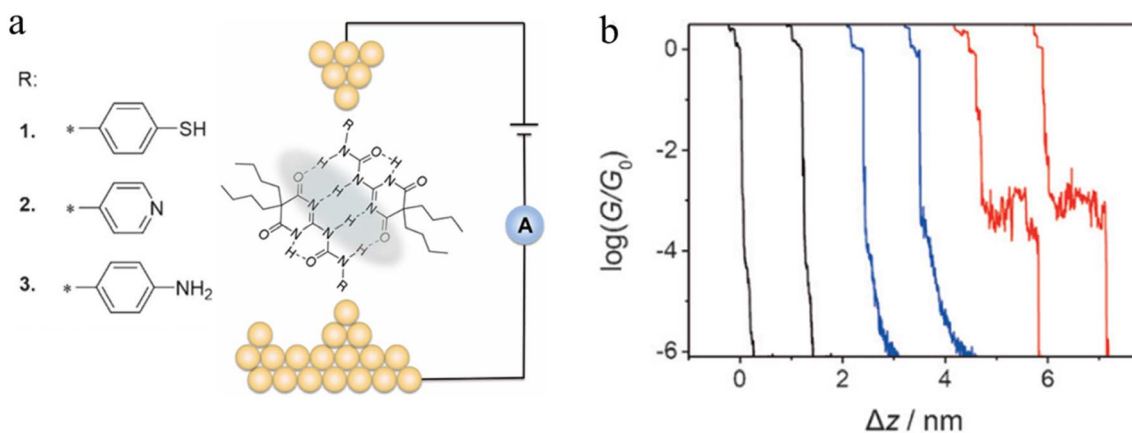 a
R:
1. * SH
2. * N
3. * NH₂
R
H N O H
O N N O
N H N
H
O N N O
H O N H
R
A
b
log(G/G₀)
0
-2
-4
-6
0 2 4 6
Δz / nm